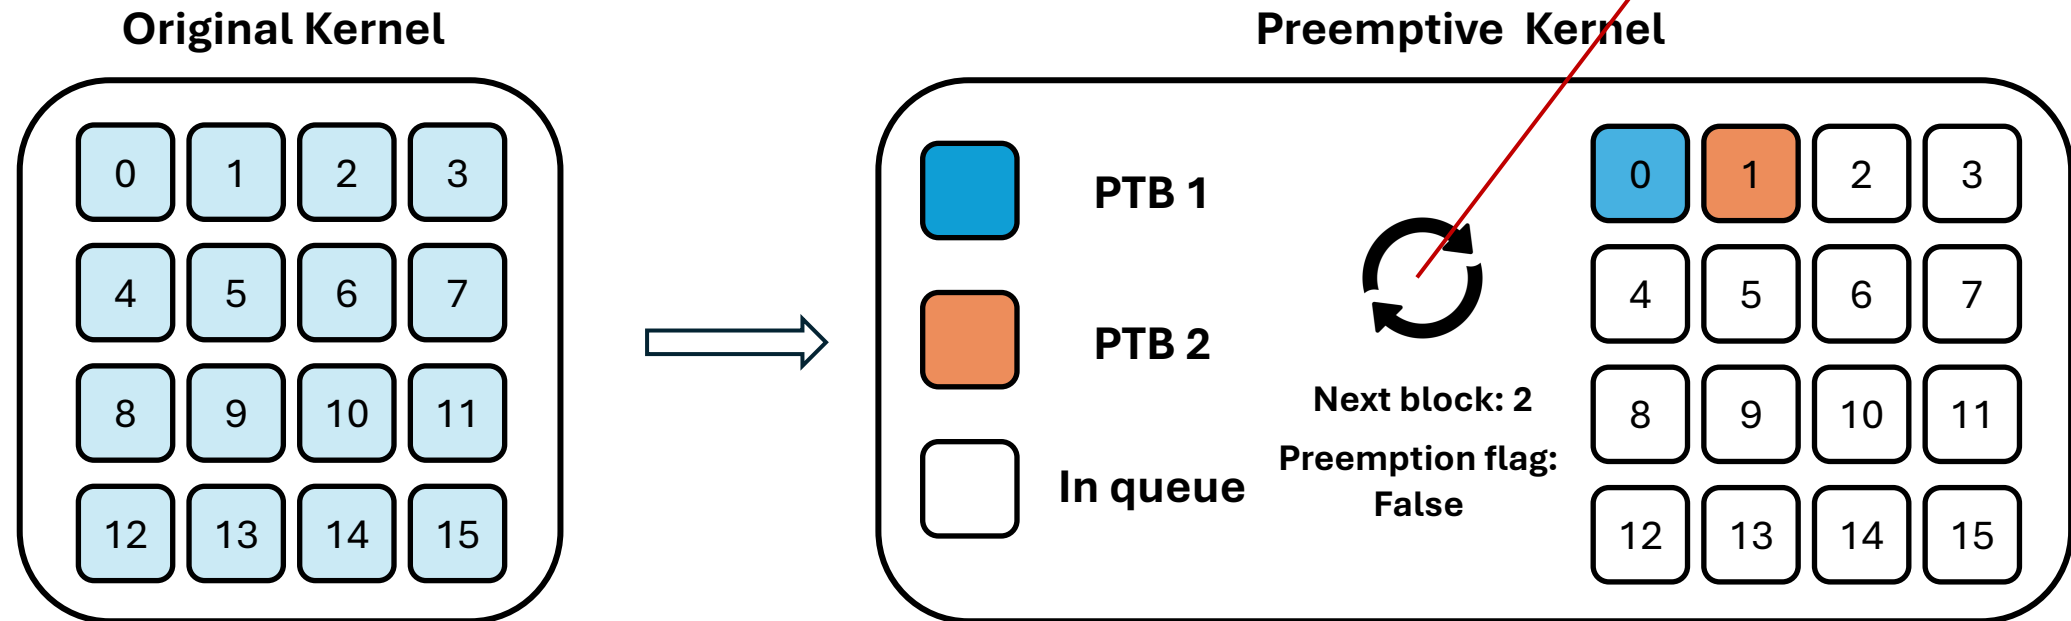 Original Kernel
0 1 2 3
4 5 6 7
8 9 10 11
12 13 14 15
Preemptive Kernel
PTB 1
PTB 2
In queue
Next block: 2
Preemption flag:
False
0 1 2 3
4 5 6 7
8 9 10 11
12 13 14 15